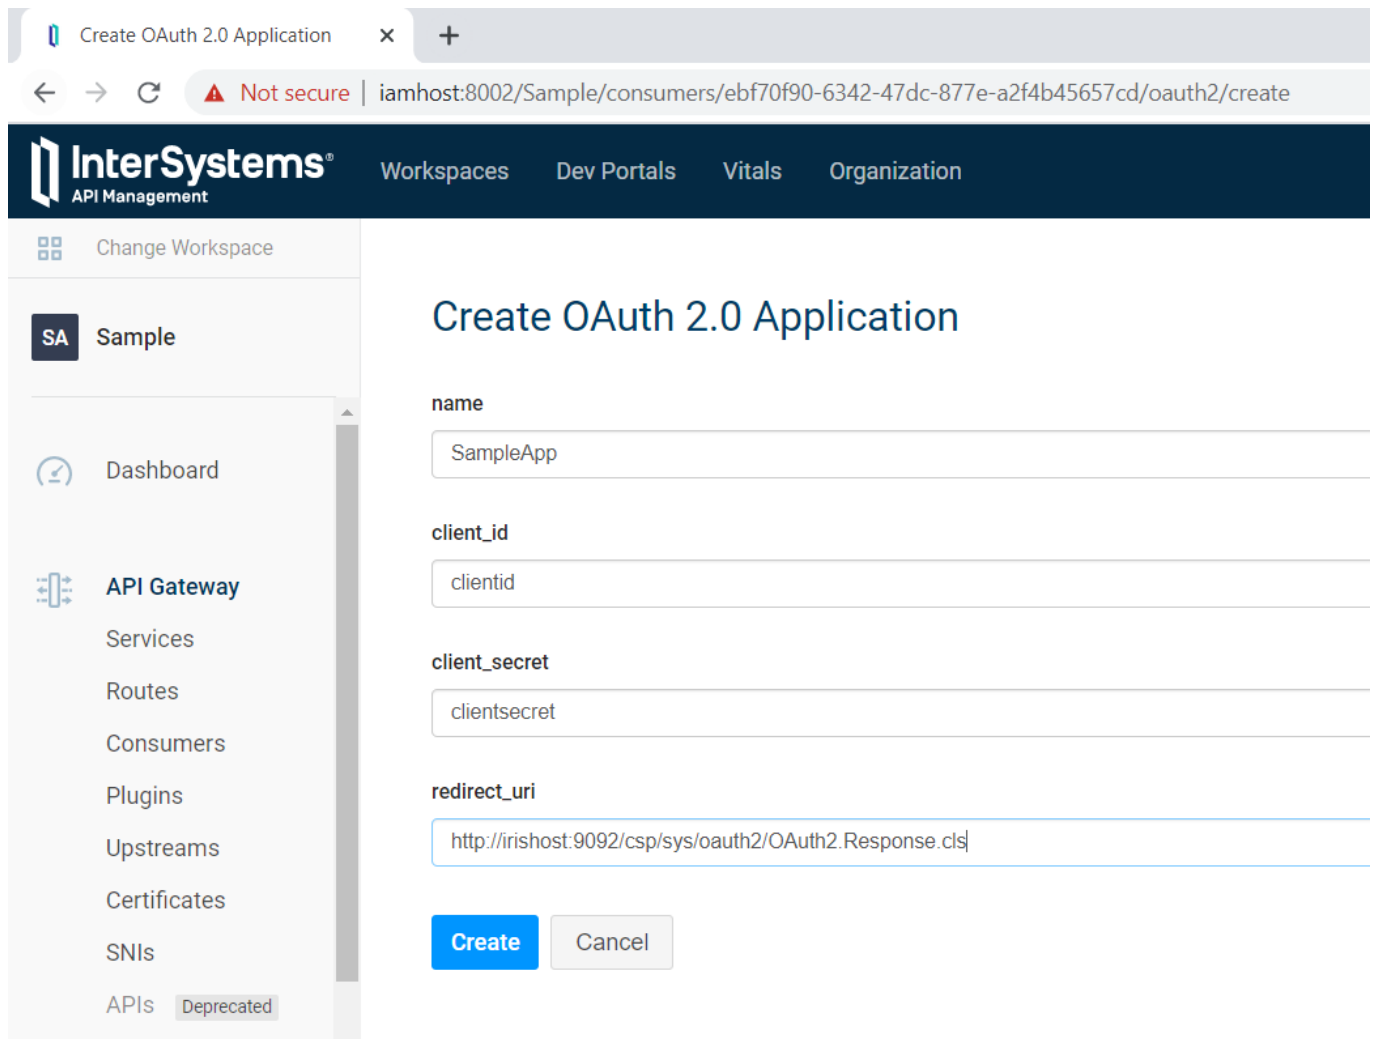 Create OAuth 2.0 Application
Not secure | iamhost:8002/Sample/consumers/ebf70f90-6342-47dc-877e-a2f4b45657cd/oauth2/create
InterSystems®
API Management
Workspaces Dev Portals Vitals Organization
Change Workspace
SA Sample
Dashboard
API Gateway
Services
Routes
Consumers
Plugins
Upstreams
Certificates
SNIs
APIs Deprecated
Create OAuth 2.0 Application
name
SampleApp
client_id
clientid
client_secret
clientsecret
redirect_uri
http://irishost:9092/csp/sys/oauth2/OAuth2.Response.cls
Create Cancel